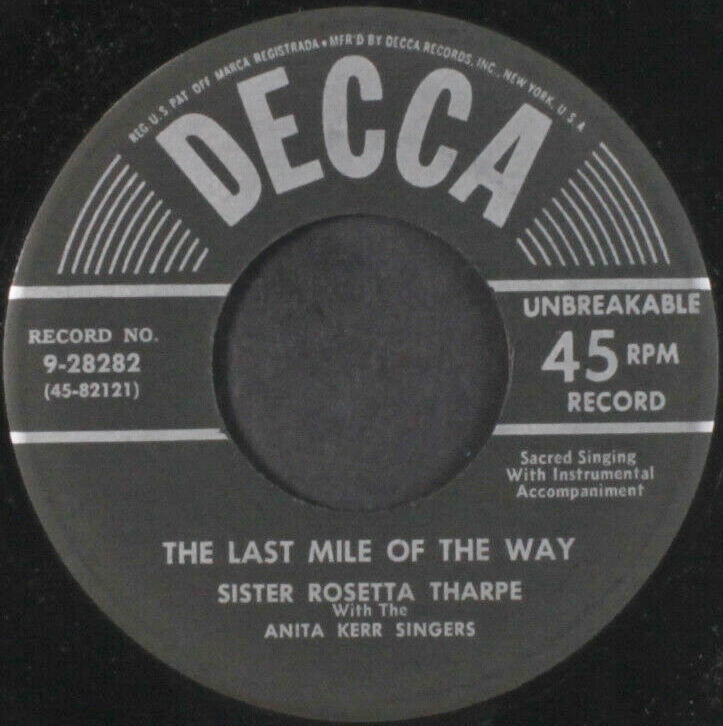 REG. U.S. PAT. OFF. MARCA REGISTRADA • MFR'D BY DECCA RECORDS, INC., NEW YORK, U.S.A.
DECCA
RECORD NO.
9-28282
(45-82121)
UNBREAKABLE
45 RPM
RECORD
Sacred Singing
With Instrumental
Accompaniment
THE LAST MILE OF THE WAY
SISTER ROSETTA THARPE
With The
ANITA KERR SINGERS